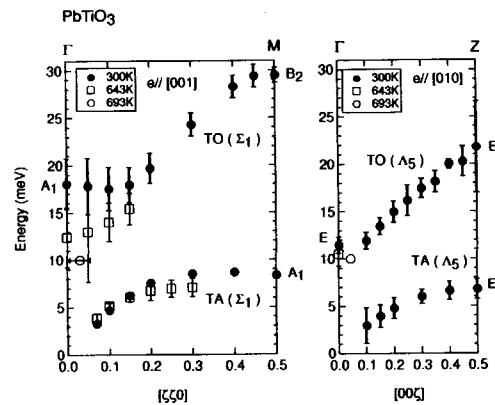 PbTiO3
Γ M
Γ Z
30
25
20
15
10
5
0
Energy (meV)
300K
643K
693K
e// [001]
B2
TO (Σ1)
A1
A1
TA (Σ1)
0.0 0.1 0.2 0.3 0.4 0.5
[ζζ0]
30
25
20
15
10
5
0
300K
643K
693K
e// [010]
E
TO (Λ5)
E
TA (Λ5)
E
0.0 0.1 0.2 0.3 0.4 0.5
[00ζ]